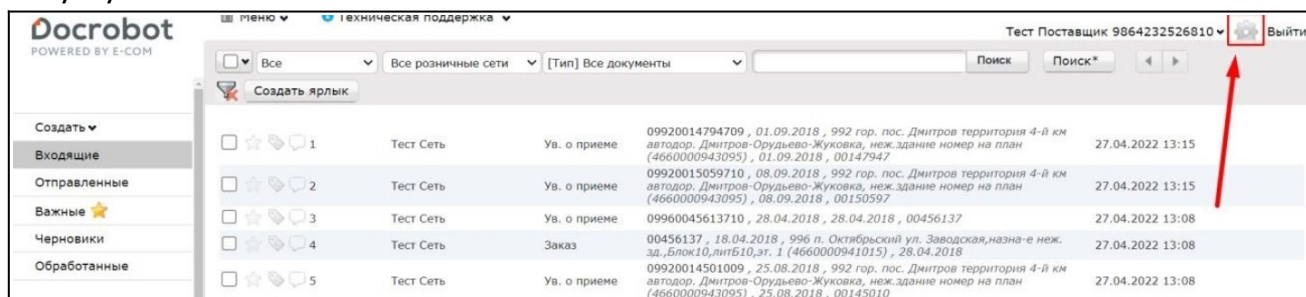 Docrobot
POWERED BY E-COM
Меню
Техническая поддержка
Тест Поставщик 9864232526810
Выйти
Все
Все розничные сети
[Тип] Все документы
Поиск
Поиск*
Создать ярлык
Создать
Входящие
Отправленные
Важные
Черновики
Обработанные
1 Тест Сеть Ув. о приеме
09920014794709 , 01.09.2018 , 992 гор. пос. Дмитров территория 4-й км
автодор. Дмитров-Орудьево-Жуковка, неж.здание номер на план
(4660000943095) , 01.09.2018 , 00147947
27.04.2022 13:15
2 Тест Сеть Ув. о приеме
09920015059710 , 08.09.2018 , 992 гор. пос. Дмитров территория 4-й км
автодор. Дмитров-Орудьево-Жуковка, неж.здание номер на план
(4660000943095) , 08.09.2018 , 00150597
27.04.2022 13:15
3 Тест Сеть Ув. о приеме
09960045613710 , 28.04.2018 , 28.04.2018 , 00456137
27.04.2022 13:08
4 Тест Сеть Заказ
00456137 , 18.04.2018 , 996 п. Октябрьский ул. Заводская,назна-е неж.
зд.,Блок10,литБ10,эт. 1 (4660000941015) , 28.04.2018
27.04.2022 13:08
5 Тест Сеть Ув. о приеме
09920014501009 , 25.08.2018 , 992 гор. пос. Дмитров территория 4-й км
автодор. Дмитров-Орудьево-Жуковка, неж.здание номер на план
(4660000943095) , 25.08.2018 , 00145010
27.04.2022 13:08